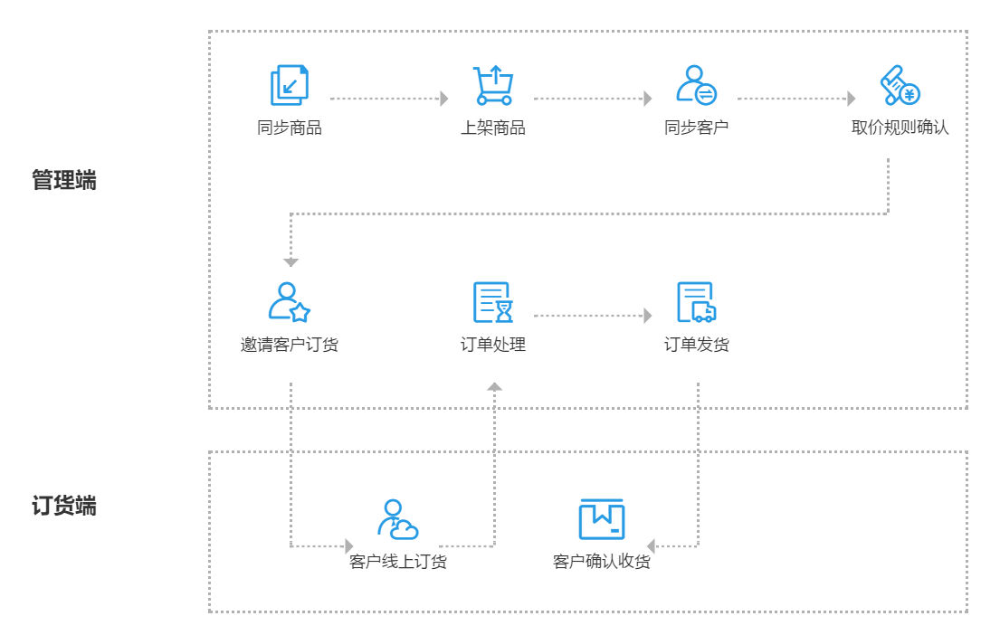 同步商品
上架商品
同步客户
取价规则确认
管理端
邀请客户订货
订单处理
订单发货
订货端
客户线上订货
客户确认收货